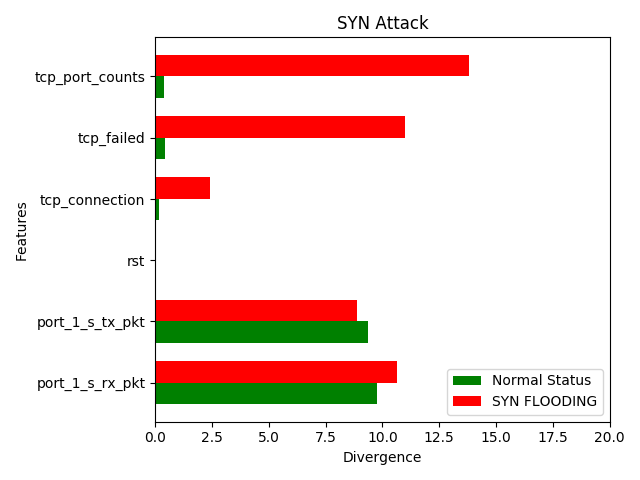 SYN Attack
tcp_port_counts
tcp_failed
tcp_connection
rst
port_1_s_tx_pkt
port_1_s_rx_pkt
Features
Normal Status
SYN FLOODING
0.0 2.5 5.0 7.5 10.0 12.5 15.0 17.5 20.0
Divergence